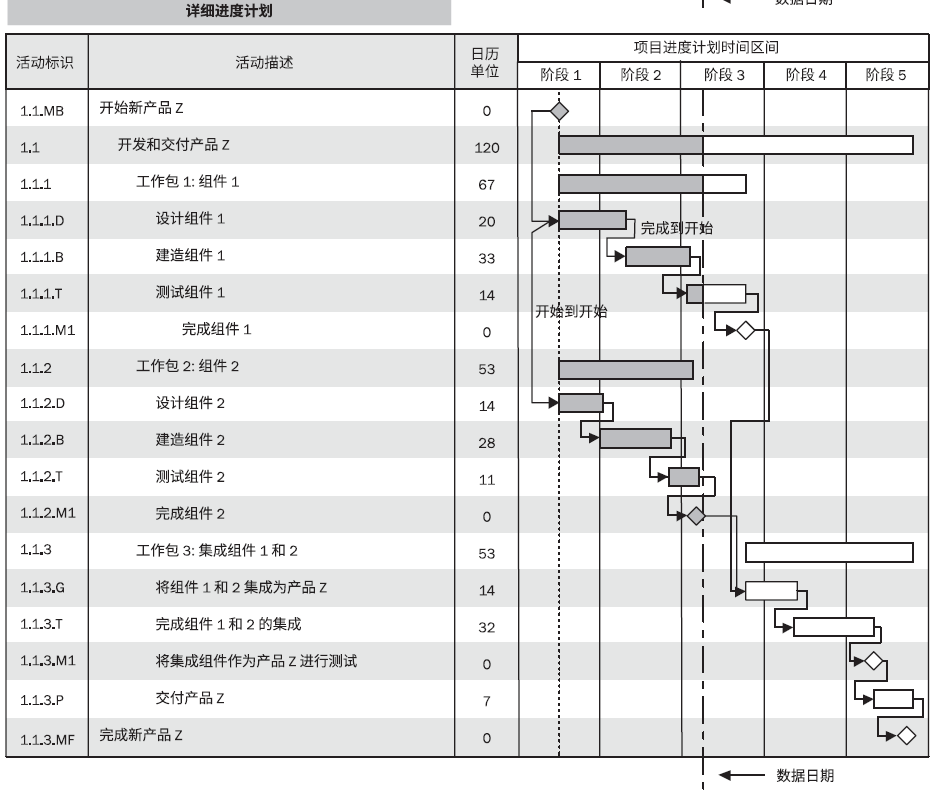 数据日期
详细进度计划
活动标识 活动描述 日历单位 项目进度计划时间区间
阶段 1 阶段 2 阶段 3 阶段 4 阶段 5
1.1.MB 开始新产品 Z 0
1.1 开发和交付产品 Z 120
1.1.1 工作包 1: 组件 1 67
1.1.1.D 设计组件 1 20
完成到开始
1.1.1.B 建造组件 1 33
1.1.1.T 测试组件 1 14
开始到开始
1.1.1.M1 完成组件 1 0
1.1.2 工作包 2: 组件 2 53
1.1.2.D 设计组件 2 14
1.1.2.B 建造组件 2 28
1.1.2.T 测试组件 2 11
1.1.2.M1 完成组件 2 0
1.1.3 工作包 3: 集成组件 1 和 2 53
1.1.3.G 将组件 1 和 2 集成为产品 Z 14
1.1.3.T 完成组件 1 和 2 的集成 32
1.1.3.M1 将集成组件作为产品 Z 进行测试 0
1.1.3.P 交付产品 Z 7
1.1.3.MF 完成新产品 Z 0
数据日期